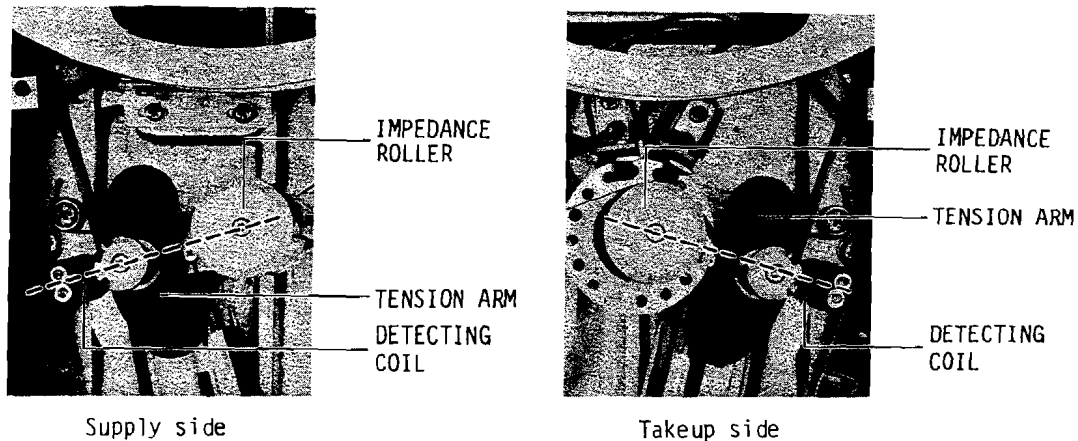 IMPEDANCE
ROLLER
TENSION ARM
DETECTING
COIL
Supply side
IMPEDANCE
ROLLER
TENSION ARM
DETECTING
COIL
Takeup side